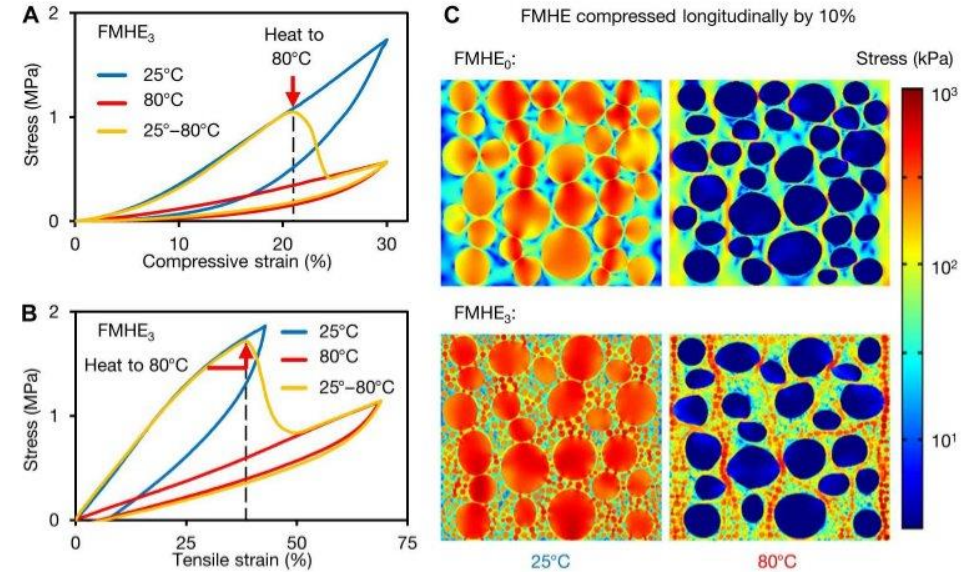 A
2
1
0
Stress (MPa)
FMHE₃
25°C
80°C
25°–80°C
Heat to
80°C
0 10 20 30
Compressive strain (%)
B
2
1
0
Stress (MPa)
FMHE₃
Heat to 80°C
25°C
80°C
25°–80°C
0 25 50 75
Tensile strain (%)
C
FMHE compressed longitudinally by 10%
FMHE₀:
Stress (kPa)
10³
10²
10¹
FMHE₃:
25°C 80°C